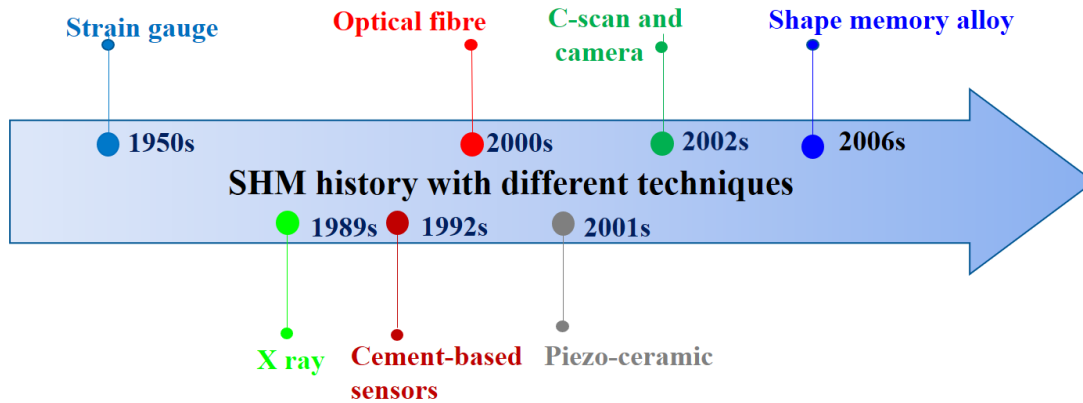 Strain gauge
Optical fibre
C-scan and
camera
Shape memory alloy
1950s
2000s
2002s
2006s
SHM history with different techniques
1989s
1992s
2001s
X ray
Cement-based
sensors
Piezo-ceramic